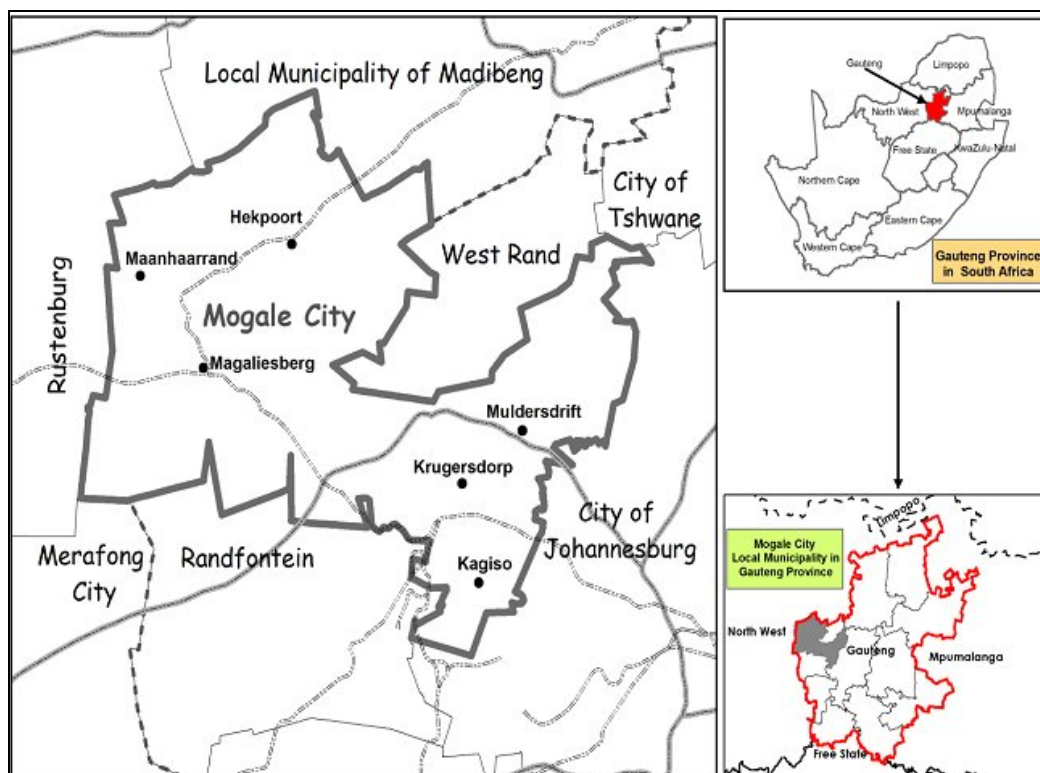 Local Municipality of Madibeng
City of
Tshwane
West Rand
Hekpoort
Maanhaarrand
Rustenburg
Mogale City
Magaliesberg
Muldersdrift
Krugersdorp
City of
Johannesburg
Merafong
City
Randfontein
Kagiso
Gauteng
Limpopo
North West
Mpumalanga
Free State
KwaZulu-Natal
Northern Cape
Eastern Cape
Western Cape
Gauteng Province
in South Africa
Limpopo
Mogale City
Local Municipality in
Gauteng Province
North West
Gauteng
Mpumalanga
Free State